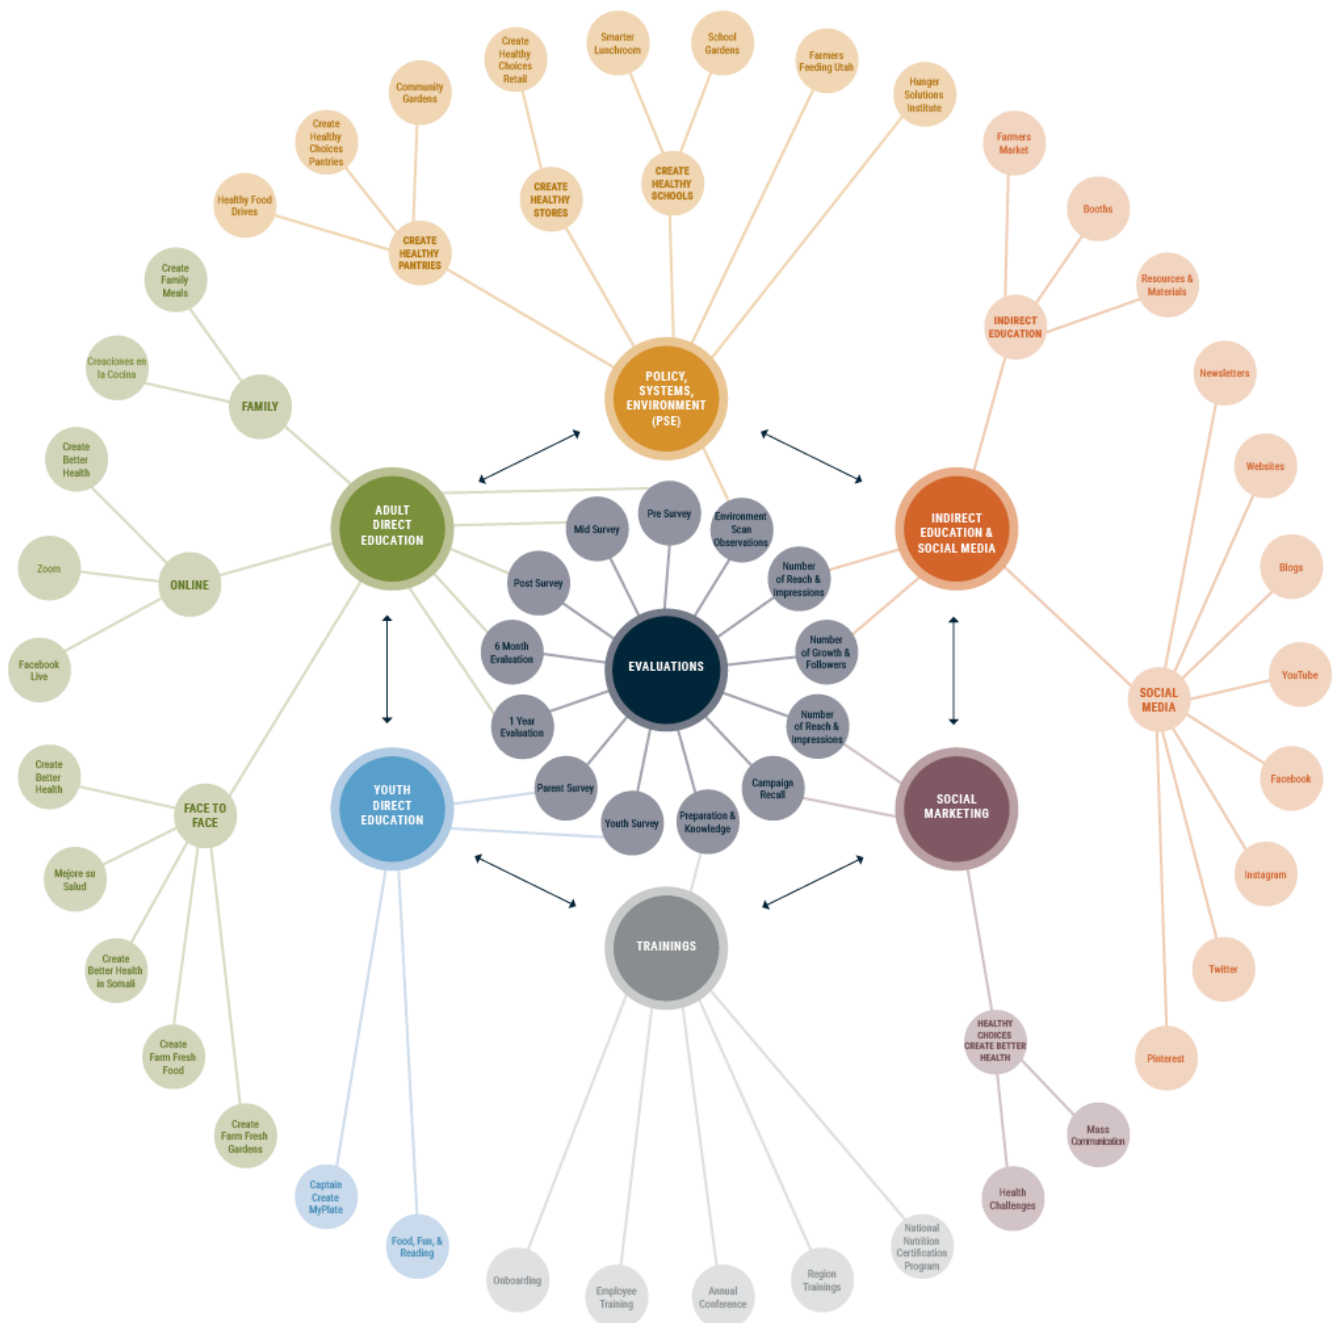 Create
Healthy
Choices
Retail
Smarter
Lunchroom
School
Gardens
Farmers
Feeding Utah
Hunger
Solutions
Institute
Community
Gardens
Create
Healthy
Choices
Pantries
Healthy Food
Drives
CREATE
HEALTHY
PANTRIES
CREATE
HEALTHY
STORES
CREATE
HEALTHY
SCHOOLS
POLICY,
SYSTEMS,
ENVIRONMENT
(PSE)
Farmers
Market
Booths
Resources &
Materials
INDIRECT
EDUCATION
INDIRECT
EDUCATION &
SOCIAL MEDIA
Newsletters
Websites
Blogs
YouTube
SOCIAL
MEDIA
Facebook
Instagram
Twitter
Pinterest
Create
Family
Meals
Creaciones en
la Cocina
FAMILY
Create
Better
Health
Zoom
ONLINE
Facebook
Live
ADULT
DIRECT
EDUCATION
Create
Better
Health
FACE TO
FACE
Mejore su
Salud
Create
Better Health
in Somali
Create
Farm Fresh
Food
Create
Farm Fresh
Gardens
Pre Survey
Mid Survey
Environment
Scan
Observations
Post Survey
Number
of Reach &
Impressions
6 Month
Evaluation
EVALUATIONS
Number
of Growth &
Followers
1 Year
Evaluation
Number
of Reach &
Impressions
Parent Survey
Campaign
Recall
Youth Survey
Preparation &
Knowledge
YOUTH
DIRECT
EDUCATION
Captain
Create
MyPlate
Food, Fun, &
Reading
SOCIAL
MARKETING
HEALTHY
CHOICES
CREATE BETTER
HEALTH
Mass
Communication
Health
Challenges
TRAININGS
Onboarding
Employee
Training
Annual
Conference
Region
Trainings
National
Nutrition
Certification
Program